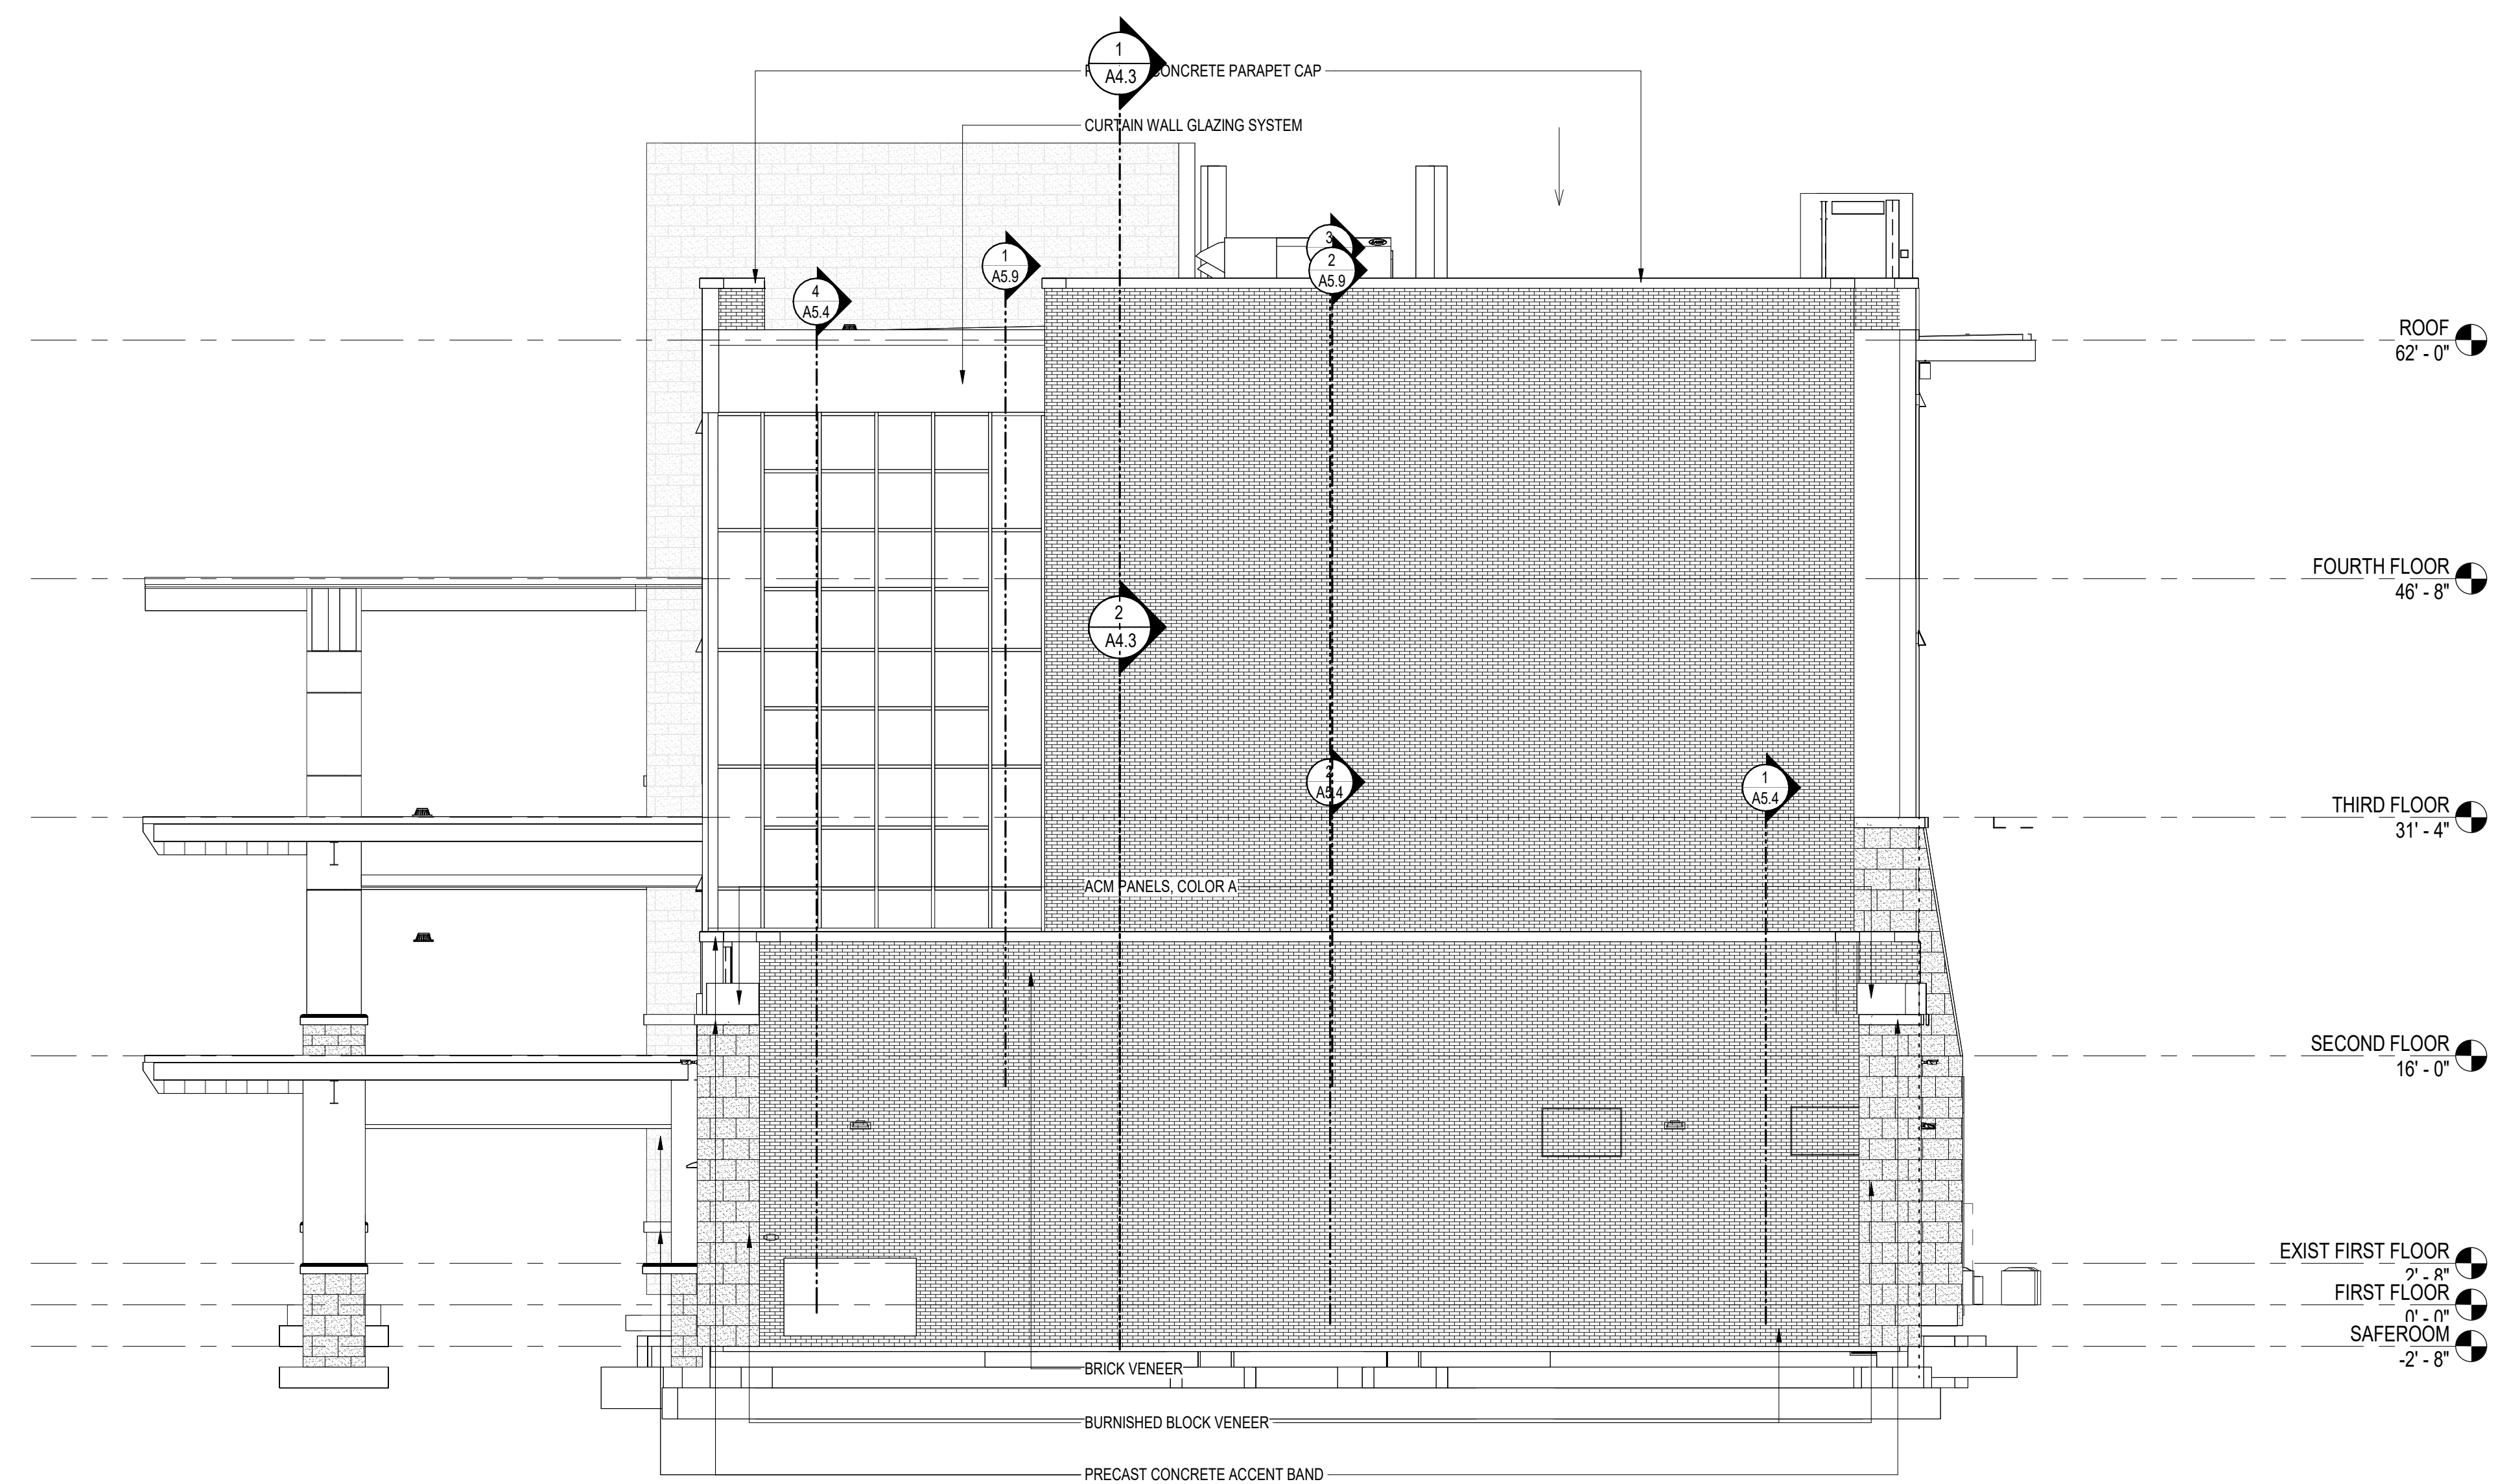 1
A4.3
CONCRETE PARAPET CAP
CURTAIN WALL GLAZING SYSTEM
3
2
A5.9
1
A5.9
4
A5.4
ROOF
62' - 0"
FOURTH FLOOR
46' - 8"
2
A4.3
A5.4
1
A5.4
THIRD FLOOR
31' - 4"
ACM PANELS, COLOR A
SECOND FLOOR
16' - 0"
EXIST FIRST FLOOR
2' - 8"
FIRST FLOOR
0' - 0"
SAFEROOM
-2' - 8"
BRICK VENEER
BURNISHED BLOCK VENEER
PRECAST CONCRETE ACCENT BAND